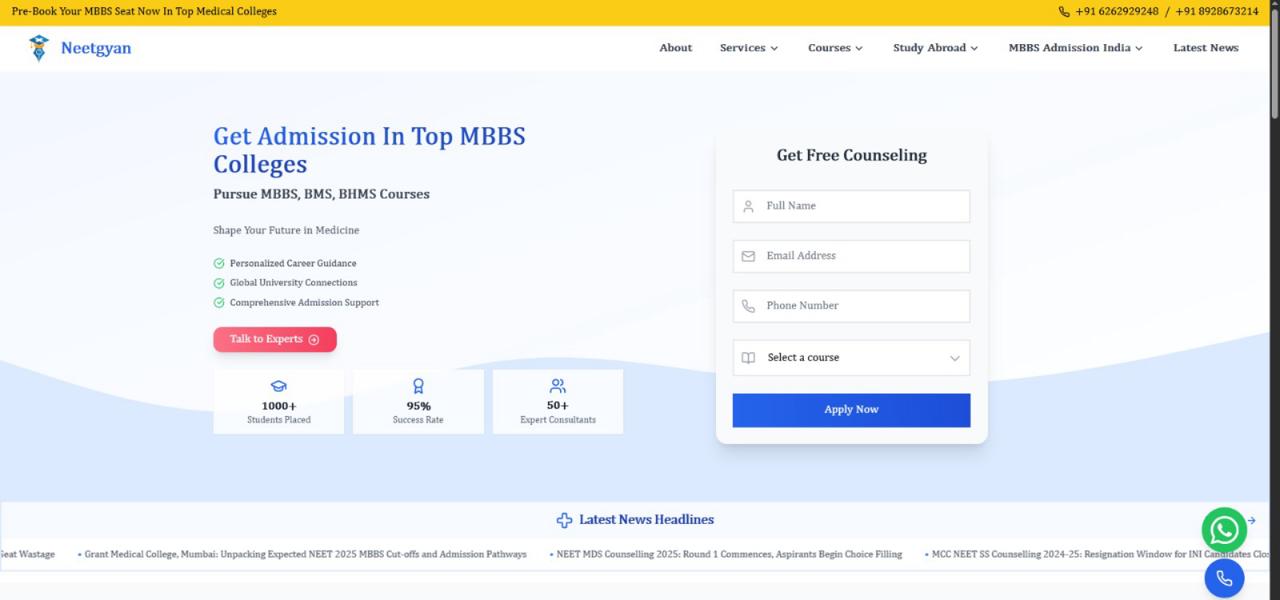 Pre-Book Your MBBS Seat Now In Top Medical Colleges
+91 6262929248 / +91 8928673214
Neetgyan
About
Services
Courses
Study Abroad
MBBS Admission India
Latest News
Get Admission In Top MBBS
Colleges
Pursue MBBS, BMS, BHMS Courses
Shape Your Future in Medicine
Personalized Career Guidance
Global University Connections
Comprehensive Admission Support
Talk to Experts
1000+
Students Placed
95%
Success Rate
50+
Expert Consultants
Get Free Counseling
Full Name
Email Address
Phone Number
Select a course
Apply Now
Latest News Headlines
Seat Wastage
• Grant Medical College, Mumbai: Unpacking Expected NEET 2025 MBBS Cut-offs and Admission Pathways
• NEET MDS Counselling 2025: Round 1 Commences, Aspirants Begin Choice Filling
• MCC NEET SS Counselling 2024-25: Resignation Window for INI Candidates Clos